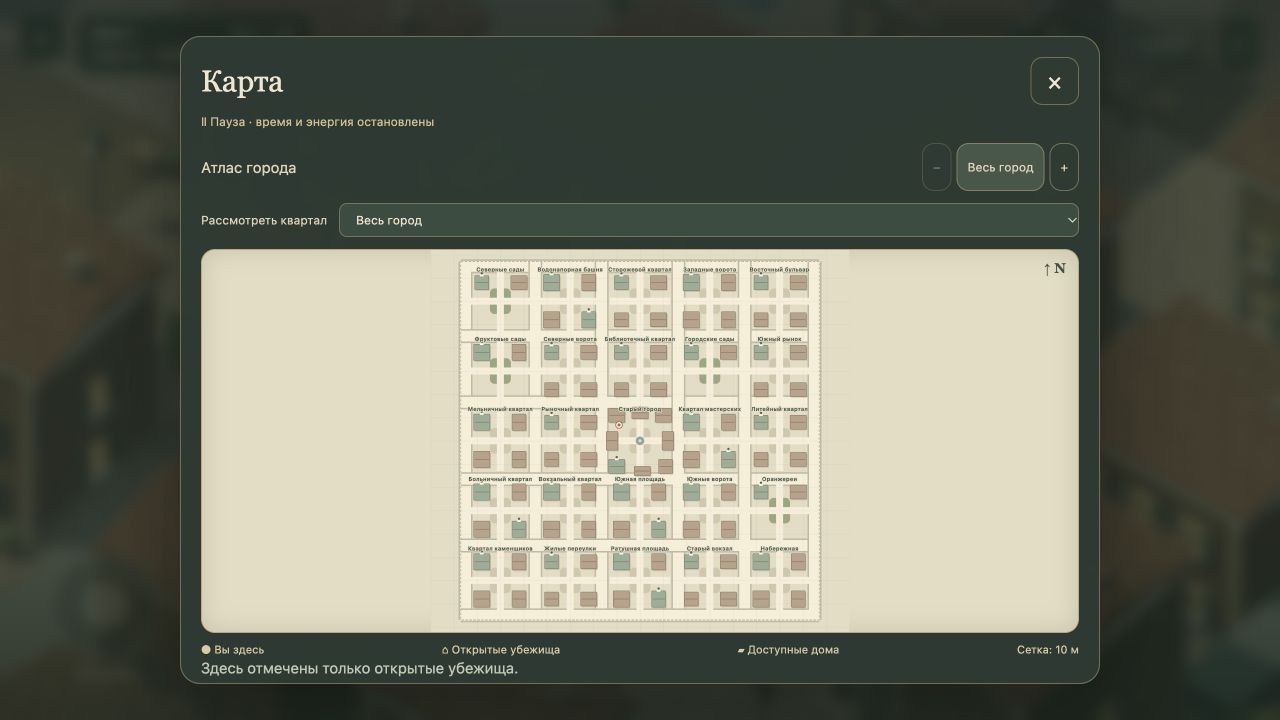 Карта
×
II Пауза · время и энергия остановлены
Атлас города
−
Весь город
+
Рассмотреть квартал
Весь город
↑ N
Северные сады
Водонапорная башня
Сторожевой квартал
Западные ворота
Восточный бульвар
Фруктовые сады
Северные ворота
Библиотечный квартал
Городские сады
Южный рынок
Мельничный квартал
Рыночный квартал
Старый город
Квартал мастерских
Литейный квартал
Больничный квартал
Вокзальный квартал
Южная площадь
Южные ворота
Оранжереи
Квартал каменщиков
Жилые переулки
Ратушная площадь
Старый вокзал
Набережная
Вы здесь
Открытые убежища
Доступные дома
Сетка: 10 м
Здесь отмечены только открытые убежища.